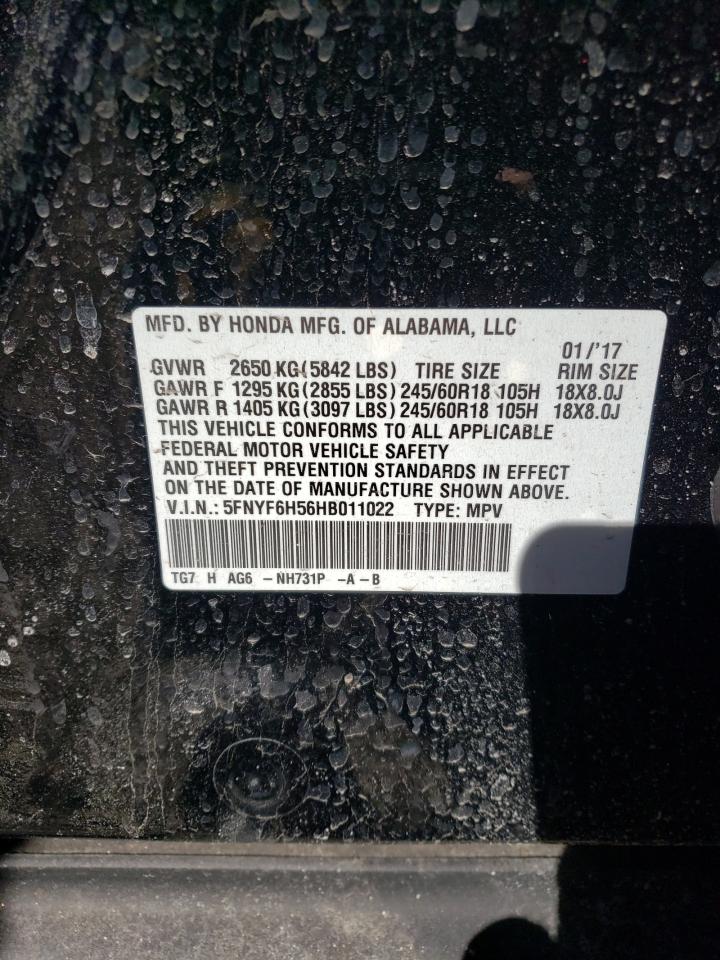 MFD. BY HONDA MFG. OF ALABAMA, LLC
01/'17
GVWR 2650 KG(5842 LBS) TIRE SIZE RIM SIZE
GAWR F 1295 KG(2855 LBS) 245/60R18 105H 18X8.0J
GAWR R 1405 KG(3097 LBS) 245/60R18 105H 18X8.0J
THIS VEHICLE CONFORMS TO ALL APPLICABLE
FEDERAL MOTOR VEHICLE SAFETY
AND THEFT PREVENTION STANDARDS IN EFFECT
ON THE DATE OF MANUFACTURE SHOWN ABOVE.
V.I.N.: 5FNYF6H56HB011022 TYPE: MPV
TG7 H AG6 -NH731P -A-B